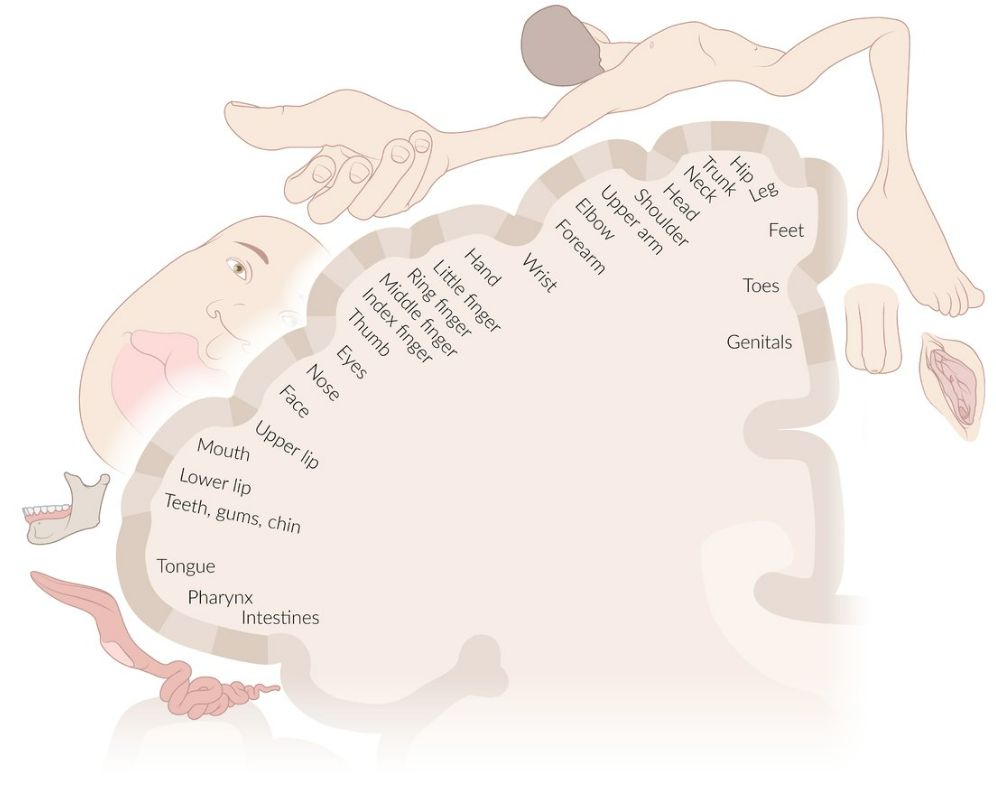 Hip
Leg
Trunk
Neck
Head
Shoulder
Upper arm
Elbow
Forearm
Wrist
Hand
Little finger
Ring finger
Middle finger
Index finger
Thumb
Eyes
Nose
Face
Upper lip
Mouth
Lower lip
Teeth, gums, chin
Tongue
Pharynx
Intestines
Feet
Toes
Genitals